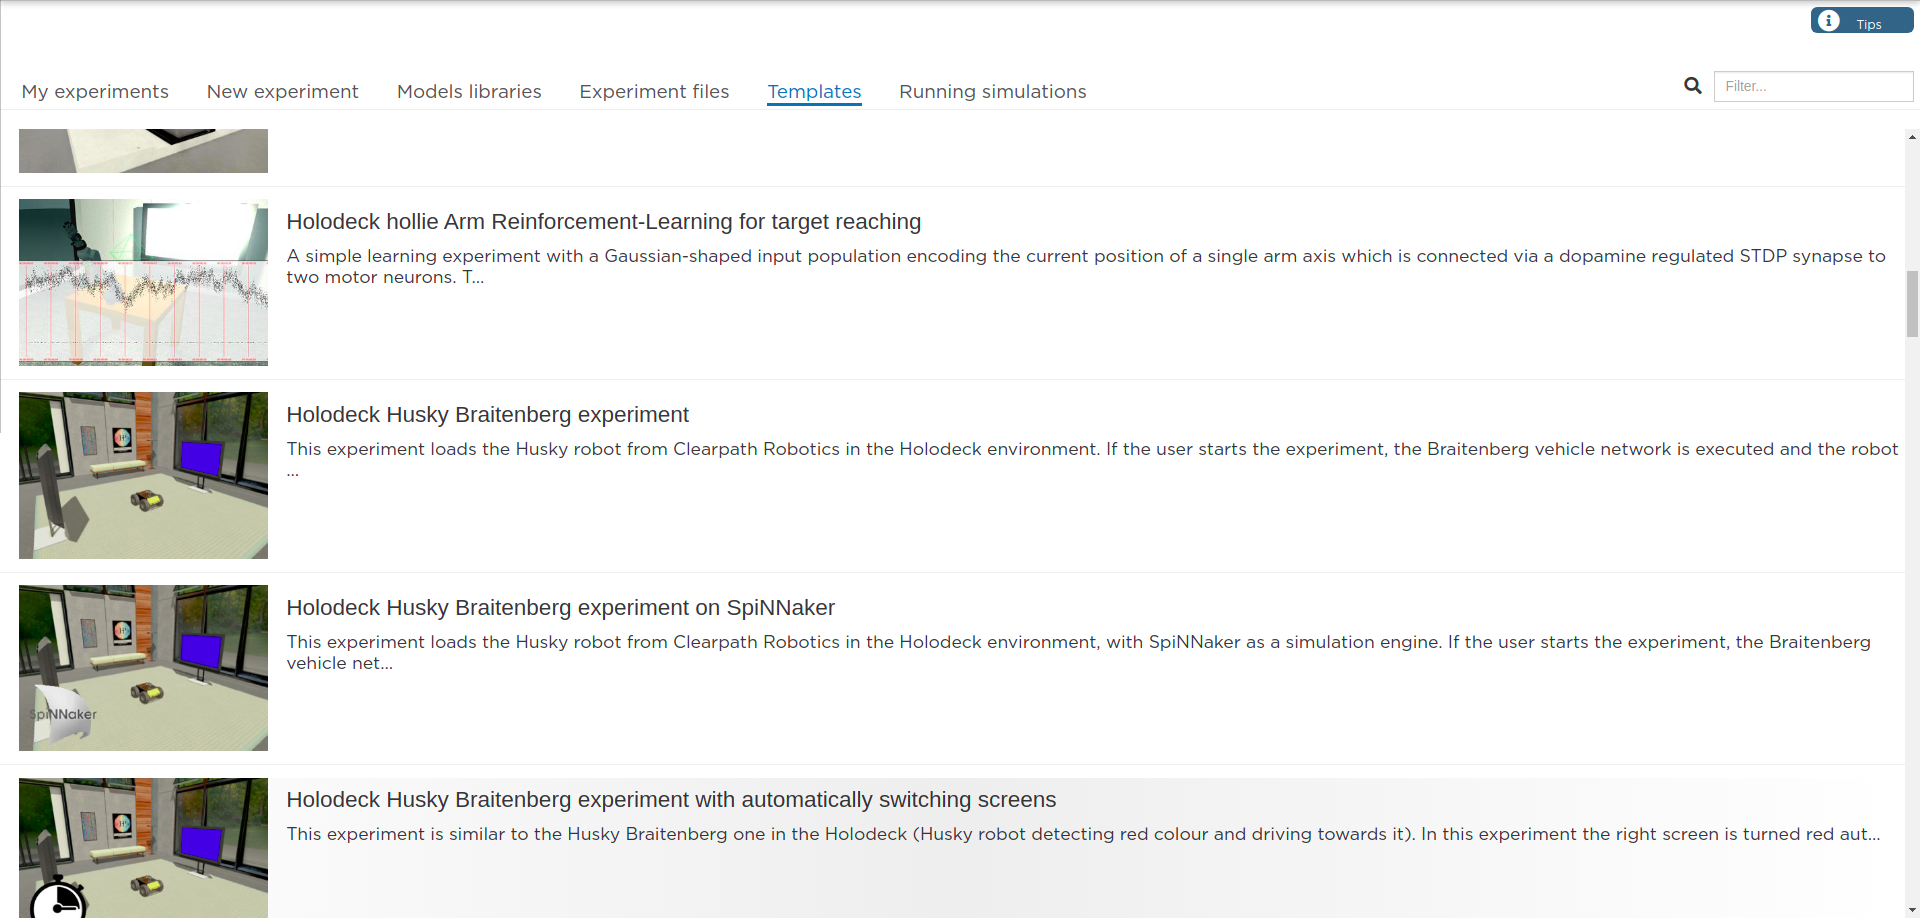 Tips
My experiments New experiment Models libraries Experiment files Templates Running simulations Filter...
Holodeck hollie Arm Reinforcement-Learning for target reaching
A simple learning experiment with a Gaussian-shaped input population encoding the current position of a single arm axis which is connected via a dopamine regulated STDP synapse to
two motor neurons. T...
Holodeck Husky Braitenberg experiment
This experiment loads the Husky robot from Clearpath Robotics in the Holodeck environment. If the user starts the experiment, the Braitenberg vehicle network is executed and the robot
...
Holodeck Husky Braitenberg experiment on SpiNNaker
This experiment loads the Husky robot from Clearpath Robotics in the Holodeck environment, with SpiNNaker as a simulation engine. If the user starts the experiment, the Braitenberg
vehicle net...
SpiNNaker
Holodeck Husky Braitenberg experiment with automatically switching screens
This experiment is similar to the Husky Braitenberg one in the Holodeck (Husky robot detecting red colour and driving towards it). In this experiment the right screen is turned red aut...